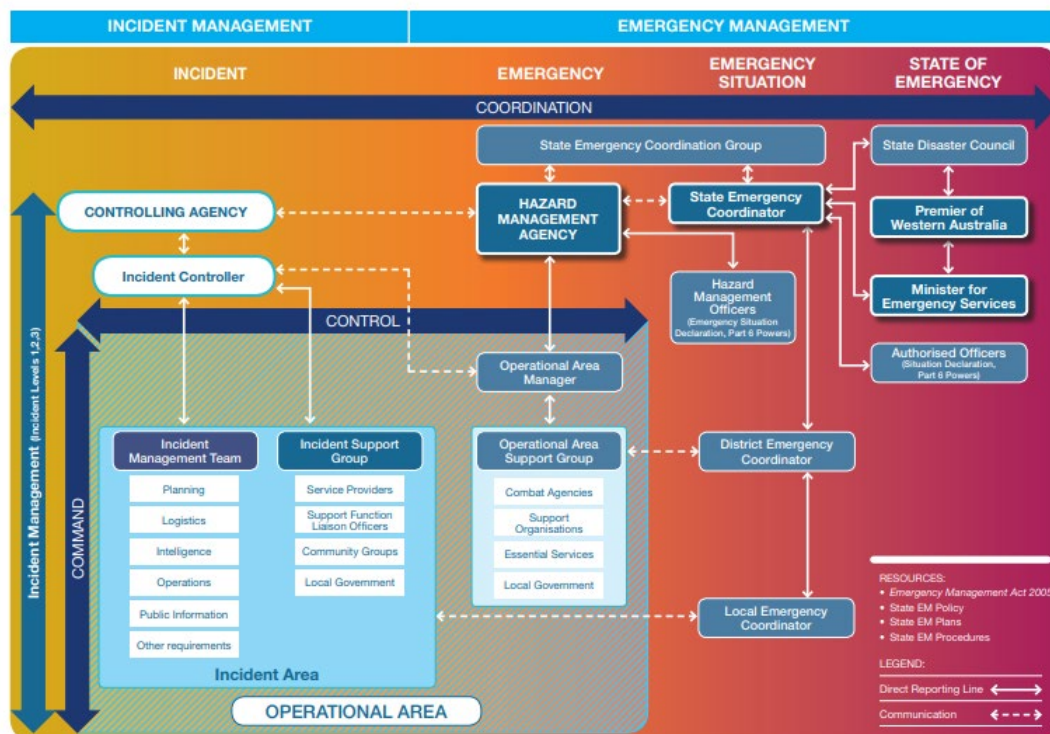 INCIDENT MANAGEMENT
EMERGENCY MANAGEMENT
INCIDENT
EMERGENCY
EMERGENCY
SITUATION
STATE OF
EMERGENCY
COORDINATION
State Emergency Coordination Group
State Disaster Council
CONTROLLING AGENCY
HAZARD
MANAGEMENT
AGENCY
State Emergency
Coordinator
Premier of
Western Australia
Incident Controller
Hazard
Management
Officers
(Emergency Situation
Declaration, Part 6 Powers)
Minister for
Emergency Services
CONTROL
Operational Area
Manager
Authorised Officers
(Situation Declaration,
Part 6 Powers)
Incident Management (Incident Levels 1,2,3)
COMMAND
Incident
Management Team
Planning
Logistics
Intelligence
Operations
Public Information
Other requirements
Incident Support
Group
Service Providers
Support Function
Liaison Officers
Community Groups
Local Government
Incident Area
Operational Area
Support Group
Combat Agencies
Support
Organisations
Essential Services
Local Government
District Emergency
Coordinator
Local Emergency
Coordinator
OPERATIONAL AREA
RESOURCES:
• Emergency Management Act 2005
• State EM Policy
• State EM Plans
• State EM Procedures
LEGEND:
Direct Reporting Line
Communication